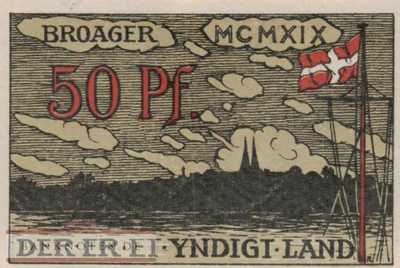 BROAGER MCMXIX
50 Pf.
DER ER ET · YNDIGT · LAND